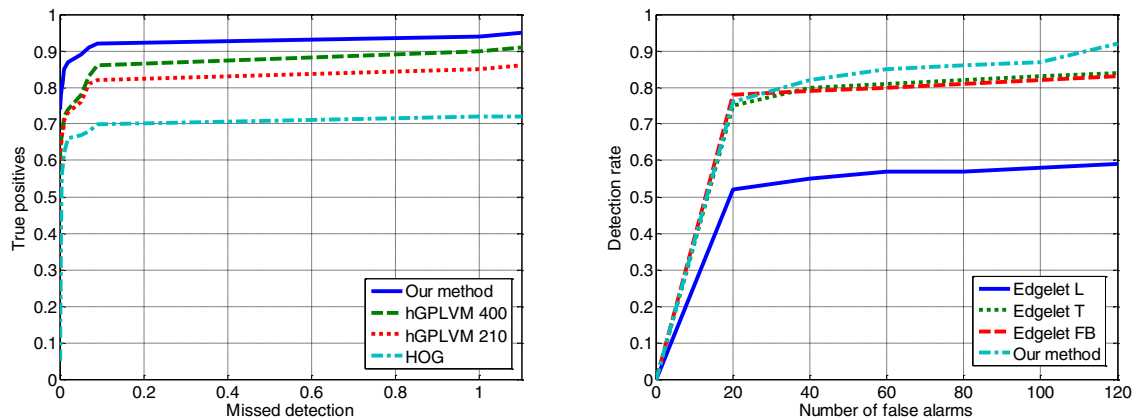 1
0.9
0.8
0.7
0.6
0.5
0.4
0.3
0.2
0.1
0
True positives
0 0.2 0.4 0.6 0.8 1
Missed detection
Our method
hGPLVM 400
hGPLVM 210
HOG
1
0.9
0.8
0.7
0.6
0.5
0.4
0.3
0.2
0.1
0
Detection rate
0 20 40 60 80 100 120
Number of false alarms
Edgelet L
Edgelet T
Edgelet FB
Our method